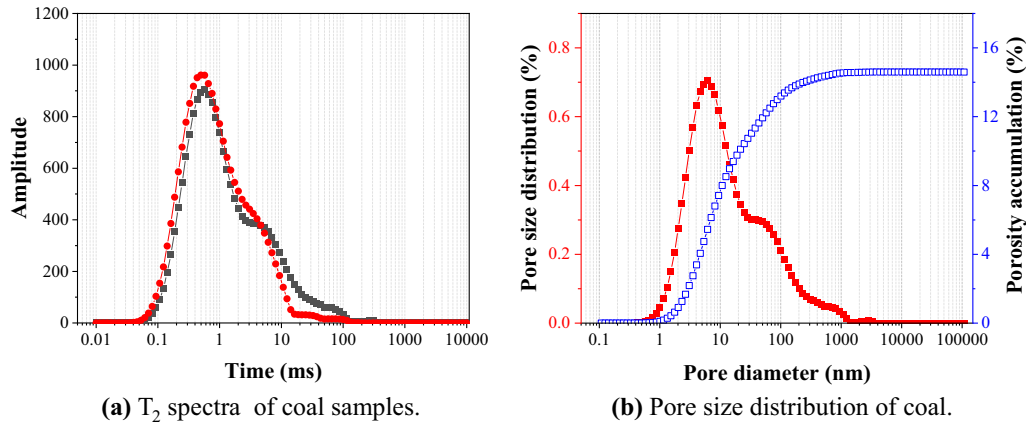 1200
1000
800
600
400
200
0
Amplitude
0.01 0.1 1 10 100 1000 10000
Time (ms)
(a) T₂ spectra of coal samples.
0.8
0.6
0.4
0.2
0.0
Pore size distribution (%)
16
12
8
4
0
Porosity accumulation (%)
0.1 1 10 100 1000 10000 100000
Pore diameter (nm)
(b) Pore size distribution of coal.